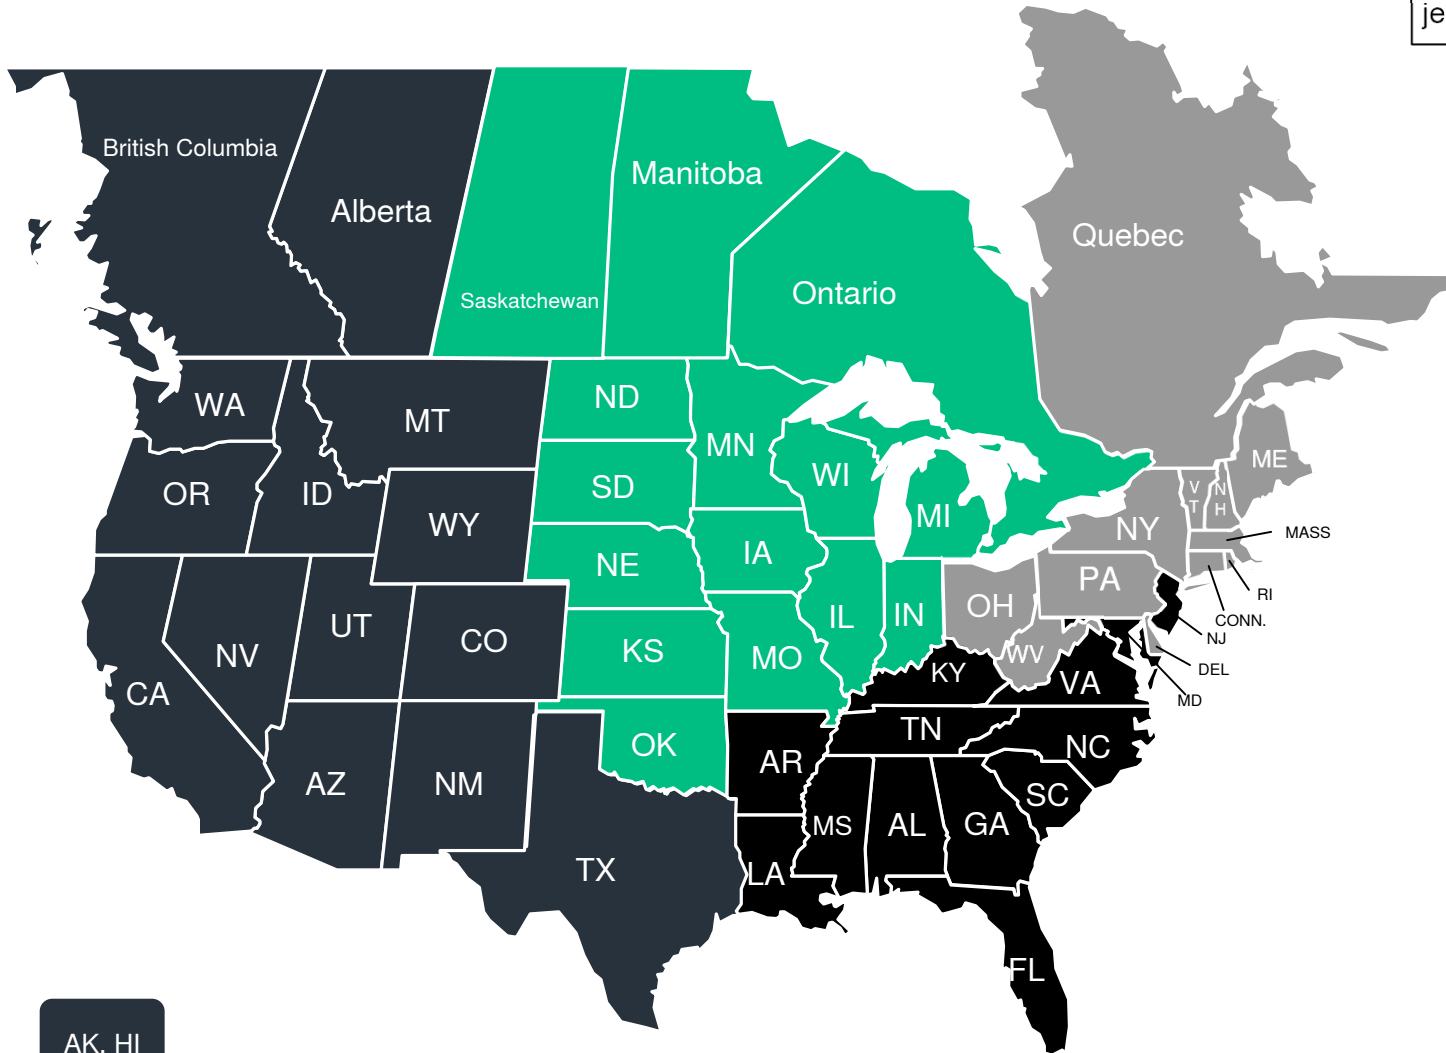 je
British Columbia
Alberta
Saskatchewan
Manitoba
Ontario
Quebec
WA
MT
ND
MN
OR
ID
WY
SD
WI
MI
NY
V
T
N
H
ME
MASS
NE
IA
PA
RI
CONN.
NJ
OH
WV
DEL
MD
UT
CO
NV
CA
KS
MO
IL
IN
KY
VA
AZ
NM
OK
AR
TN
NC
SC
TX
LA
MS
AL
GA
FL
AK, HI